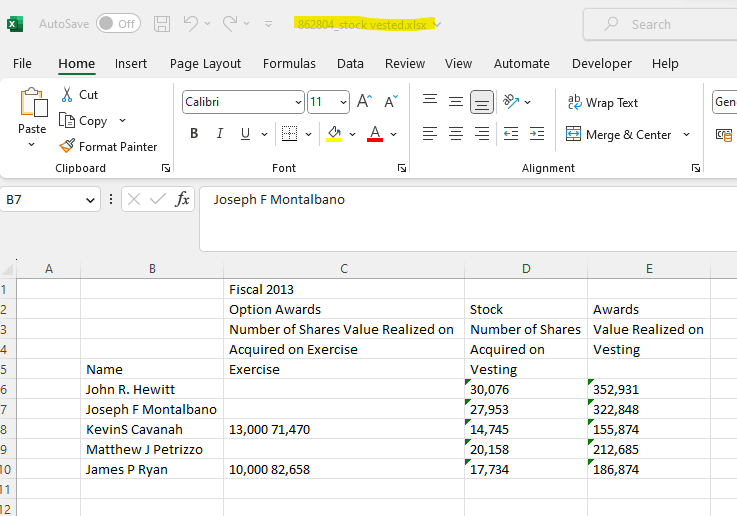 AutoSave Off 862804_stock vested.xlsx Search
File Home Insert Page Layout Formulas Data Review View Automate Developer Help
Cut
Copy
Format Painter
Paste
Clipboard
Calibri 11 A A
B I U A
Font
ab Wrap Text
Merge & Center
Alignment
Gen
B7 fx Joseph F Montalbano
A B C D E
1 Fiscal 2013
2 Option Awards Stock Awards
3 Number of Shares Value Realized on Number of Shares Value Realized on
4 Acquired on Exercise Acquired on Vesting
5 Name Exercise Vesting
6 John R. Hewitt 30,076 352,931
7 Joseph F Montalbano 27,953 322,848
8 KevinS Cavanah 13,000 71,470 14,745 155,874
9 Matthew J Petrizzo 20,158 212,685
10 James P Ryan 10,000 82,658 17,734 186,874
11
12